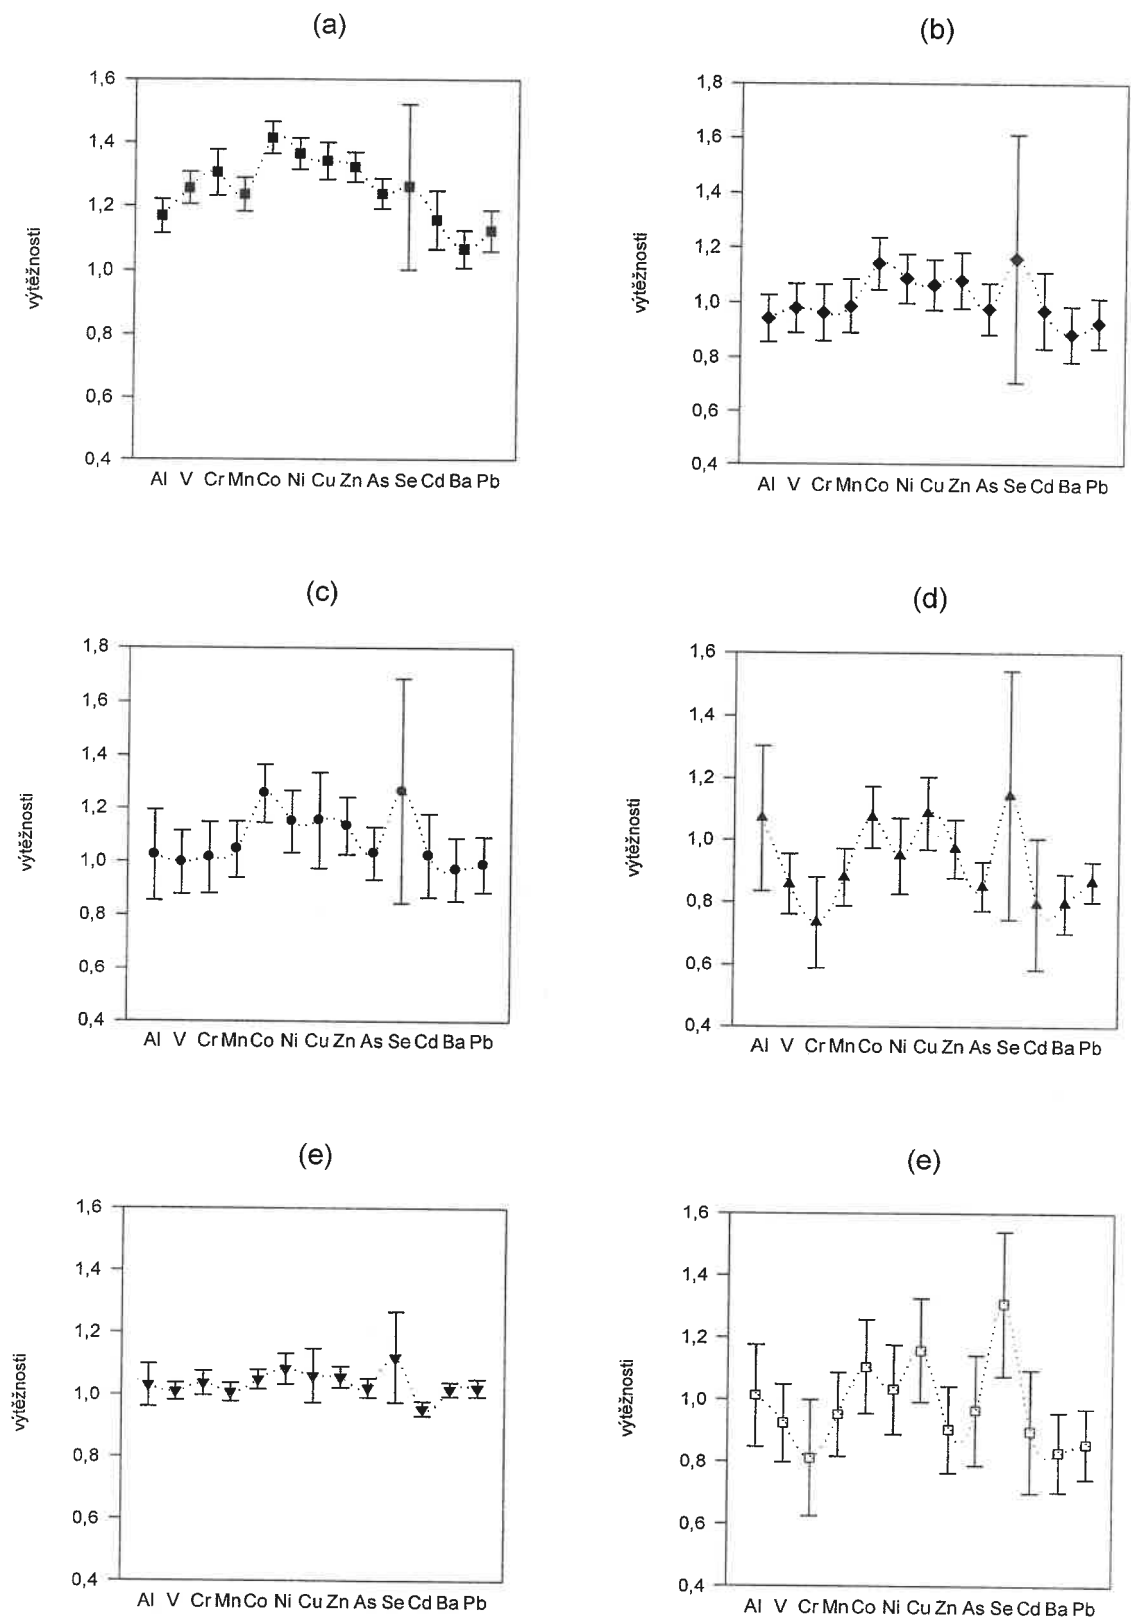 (a)
1,6
1,4
1,2
1,0
0,8
0,6
0,4
výtěžnosti
Al V Cr Mn Co Ni Cu Zn As Se Cd Ba Pb
(b)
1,8
1,6
1,4
1,2
1,0
0,8
0,6
0,4
výtěžnosti
Al V Cr Mn Co Ni Cu Zn As Se Cd Ba Pb
(c)
1,8
1,6
1,4
1,2
1,0
0,8
0,6
0,4
výtěžnosti
Al V Cr Mn Co Ni Cu Zn As Se Cd Ba Pb
(d)
1,6
1,4
1,2
1,0
0,8
0,6
0,4
výtěžnosti
Al V Cr Mn Co Ni Cu Zn As Se Cd Ba Pb
(e)
1,6
1,4
1,2
1,0
0,8
0,6
0,4
výtěžnosti
Al V Cr Mn Co Ni Cu Zn As Se Cd Ba Pb
(e)
1,6
1,4
1,2
1,0
0,8
0,6
0,4
výtěžnosti
Al V Cr Mn Co Ni Cu Zn As Se Cd Ba Pb